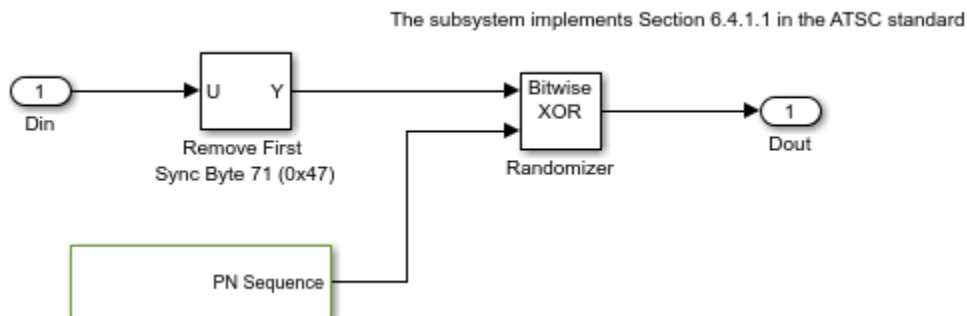 The subsystem implements Section 6.4.1.1 in the ATSC standard
1
Din
U Y
Remove First
Sync Byte 71 (0x47)
Bitwise
XOR
Randomizer
1
Dout
PN Sequence